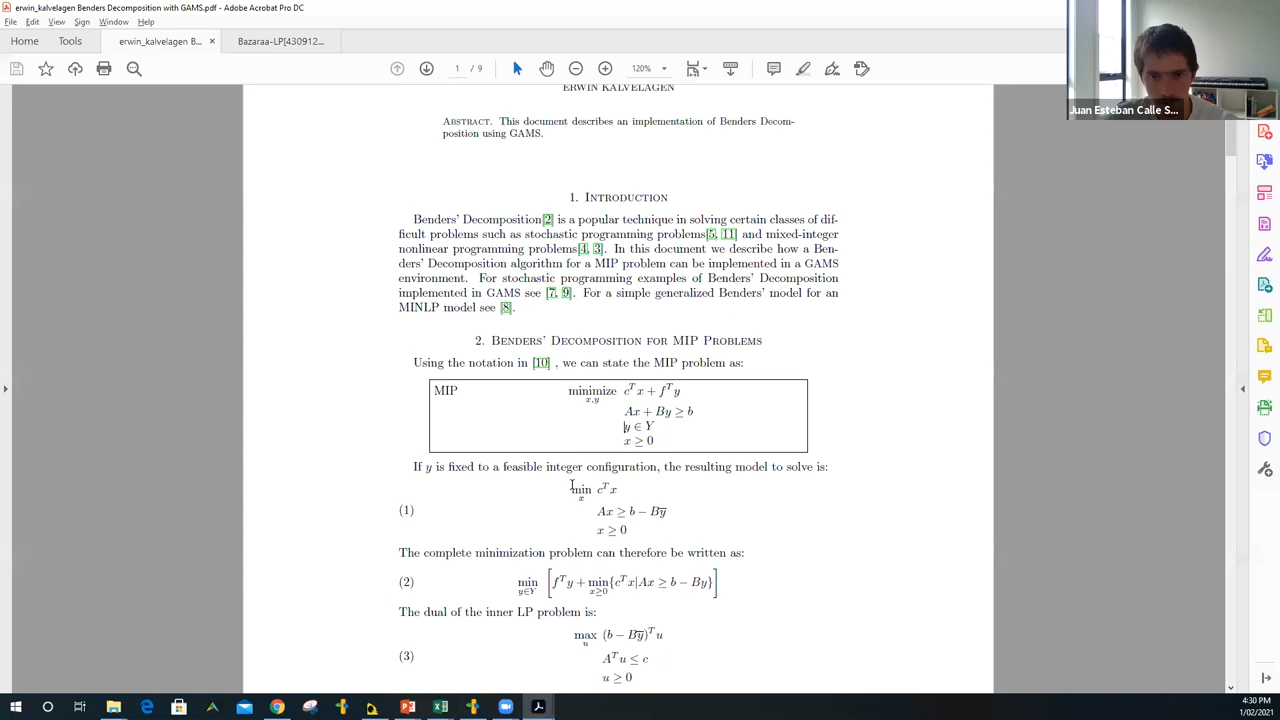 erwin_kalvelagen Benders Decomposition with GAMS.pdf - Adobe Acrobat Pro DC
File Edit View Sign Window Help
Home Tools erwin_kalvelagen B... × Bazaraa-LP[430912...
1 / 9 120%
Juan Esteban Calle S...
ERWIN KALVELAGEN
Abstract. This document describes an implementation of Benders Decom-
position using GAMS.
1. Introduction
Benders' Decomposition[2] is a popular technique in solving certain classes of dif-
ficult problems such as stochastic programming problems[5, 11] and mixed-integer
nonlinear programming problems[4, 3]. In this document we describe how a Ben-
ders' Decomposition algorithm for a MIP problem can be implemented in a GAMS
environment. For stochastic programming examples of Benders' Decomposition
implemented in GAMS see [7, 9]. For a simple generalized Benders' model for an
MINLP model see [8].
2. Benders' Decomposition for MIP Problems
Using the notation in [10] , we can state the MIP problem as:
MIP minimize c^T x + f^T y
x,y
Ax + By ≥ b
y ∈ Y
x ≥ 0
If y is fixed to a feasible integer configuration, the resulting model to solve is:
min c^T x
x
(1) Ax ≥ b − Bȳ
x ≥ 0
The complete minimization problem can therefore be written as:
(2) min [f^T y + min{c^T x|Ax ≥ b − By}]
y∈Y x≥0
The dual of the inner LP problem is:
max (b − Bȳ)^T u
u
(3) A^T u ≤ c
u ≥ 0
4:30 PM
1/02/2021